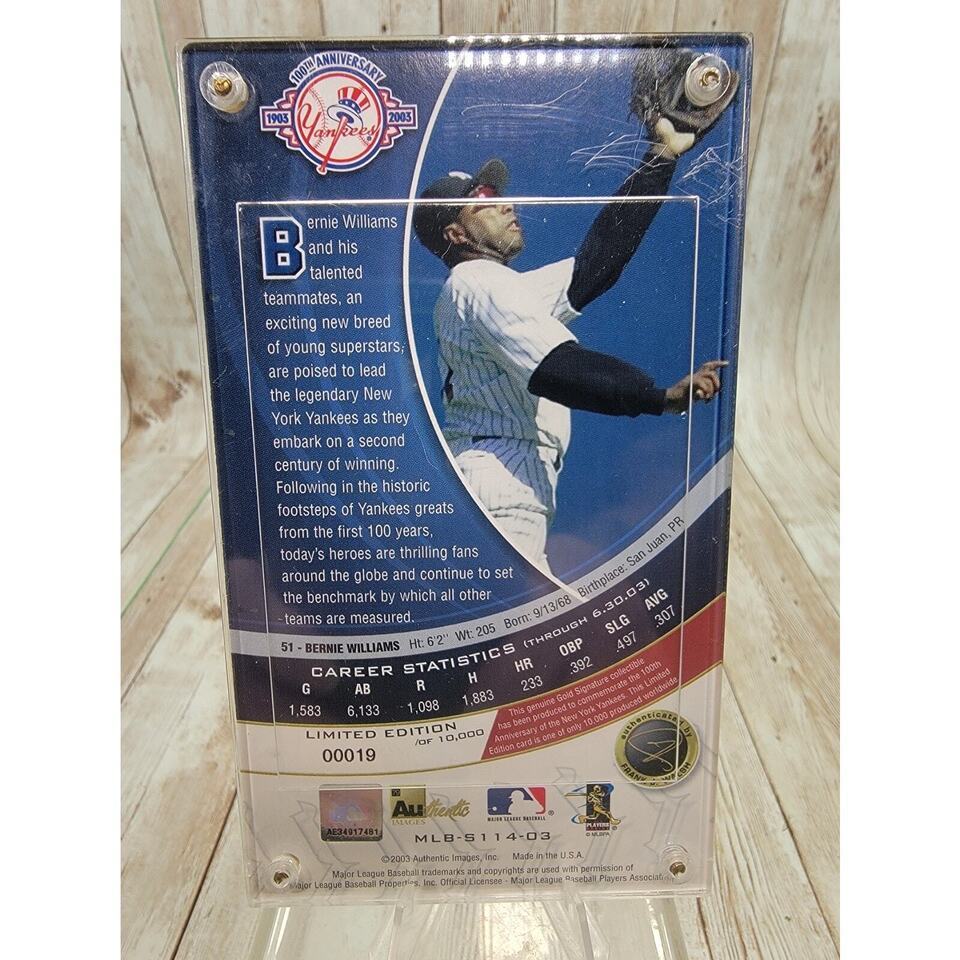 100TH ANNIVERSARY
1903 Yankees 2003
Bernie Williams
and his
talented
teammates, an
exciting new breed
of young superstars,
are poised to lead
the legendary New
York Yankees as they
embark on a second
century of winning.
Following in the historic
footsteps of Yankees greats
from the first 100 years,
today's heroes are thrilling fans
around the globe and continue to set
the benchmark by which all other
teams are measured.
51 - BERNIE WILLIAMS Ht: 6'2" Wt: 205 Born: 9/13/68 Birthplace: San Juan, PR
CAREER STATISTICS (THROUGH 6.30.03)
G AB R H HR OBP SLG AVG
1,583 6,133 1,098 1,883 233 .392 .497 .307
This genuine Gold Signature collectible
has been produced to commemorate the 100th
Anniversary of the New York Yankees. This Limited
Edition card is one of only 10,000 produced worldwide
LIMITED EDITION
/OF 10,000
00019
authenticated by
FRANK
AE34917481
79
Au thentic
IMAGES
MAJOR LEAGUE BASEBALL
PLAYERS
© MLBPA
MLB-S114-03
©2003 Authentic Images, Inc. Made in the U.S.A.
Major League Baseball trademarks and copyrights are used with permission of
Major League Baseball Properties, Inc. Official Licensee - Major League Baseball Players Association